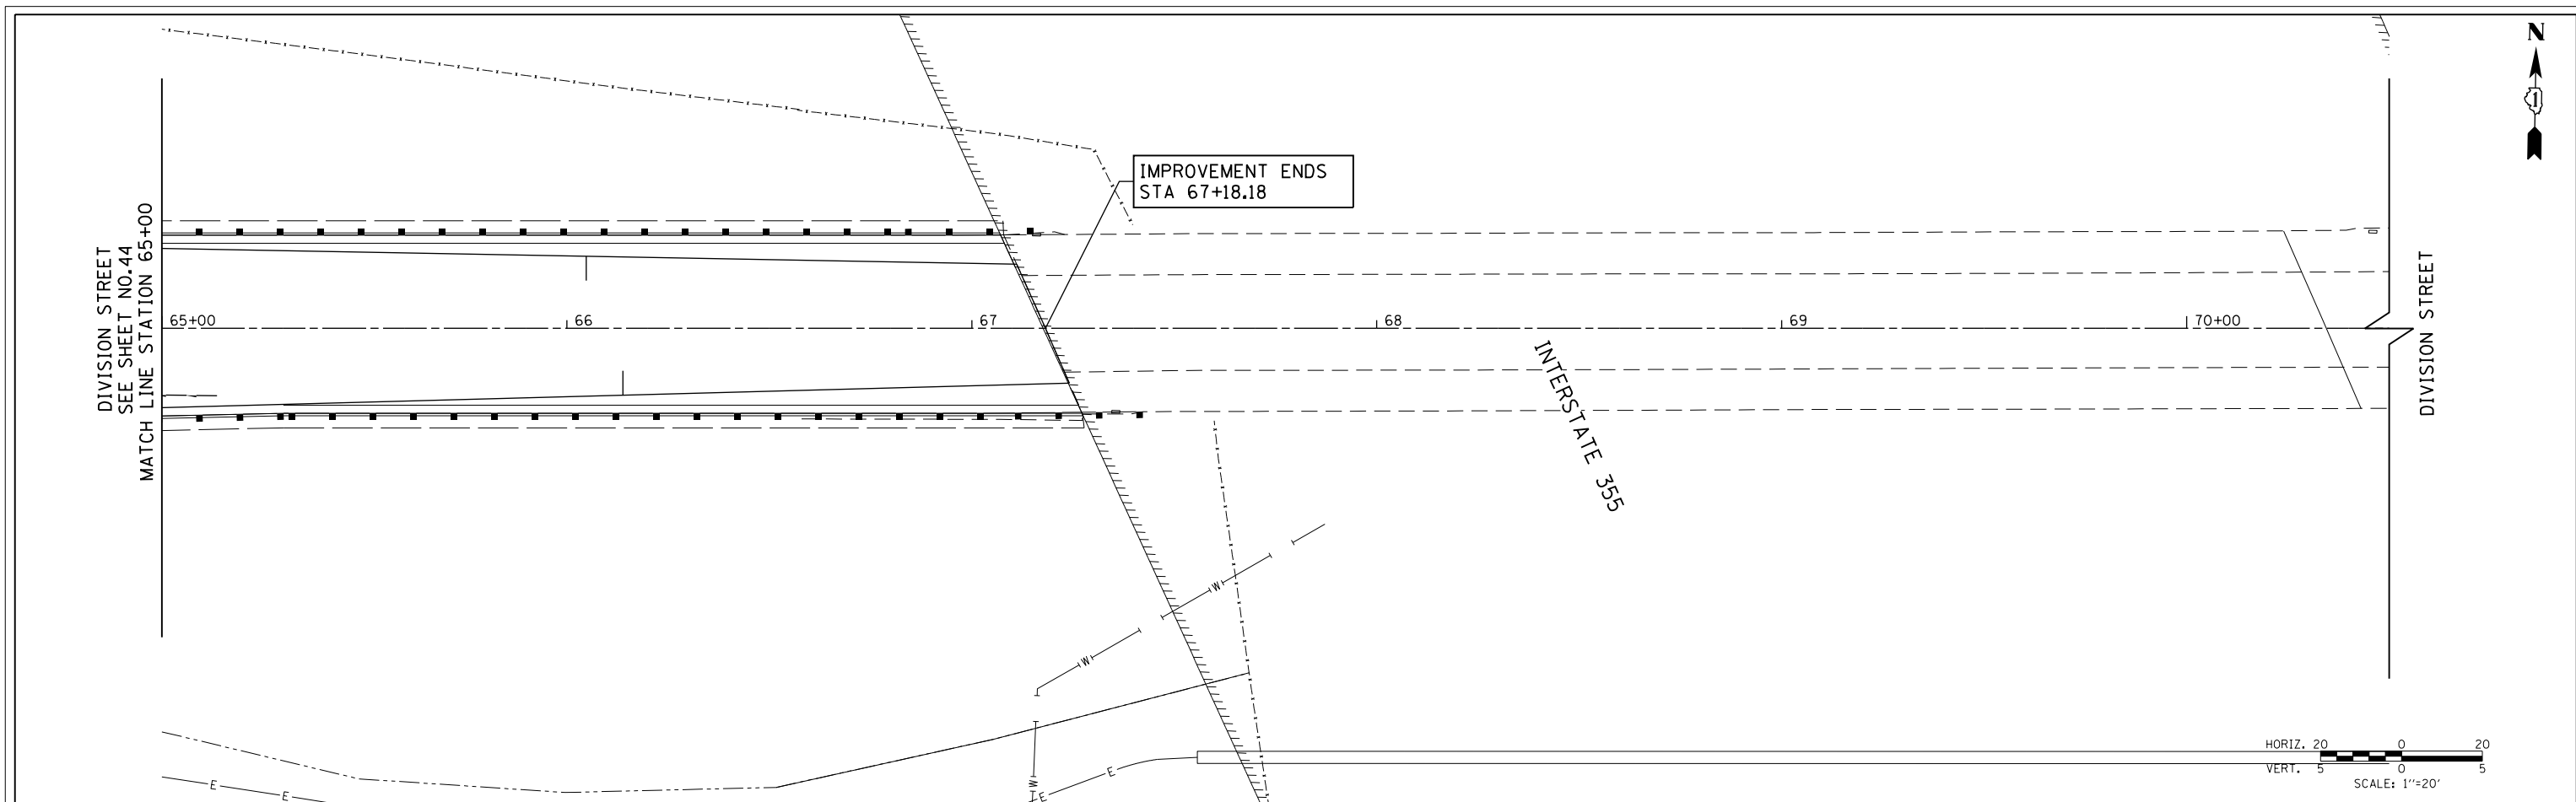 N
1
IMPROVEMENT ENDS
STA 67+18.18
DIVISION STREET
SEE SHEET NO.44
MATCH LINE STATION 65+00
65+00
66
67
68
69
70+00
INTERSTATE 355
DIVISION STREET
W
W
W
E
E
E
E
HORIZ. 20 0 20
VERT. 5 0 5
SCALE: 1''=20'